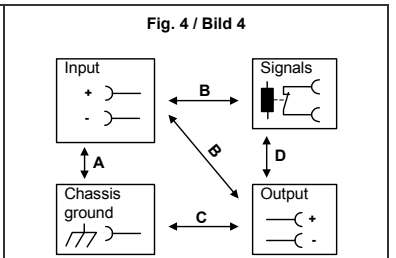 Fig. 4 / Bild 4
Input
+
-
B
Signals
A
B
D
Chassis
ground
C
Output
+
-